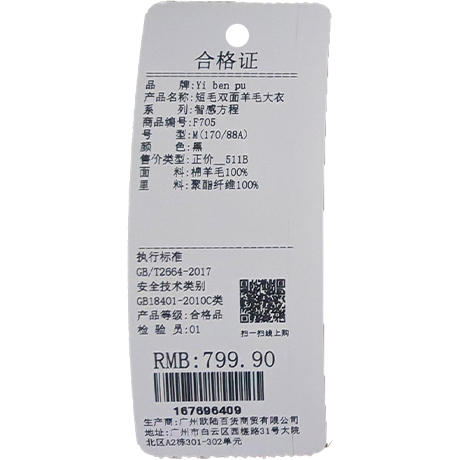 合格证
品 牌:Yi ben pu
产品名称:短毛双面羊毛大衣
系 列:智感方程
商品编号:F705
号 型:M(170/88A)
颜 色:黑
售价类型:正价__511B
面 料:棉羊毛100%
里 料:聚酯纤维100%
执行标准
GB/T2664-2017
安全技术类别
GB18401-2010C类
产品等级:合格品
检 验 员:01
扫一扫线上购
RMB:799.90
167696409
生产商:广州欧陆百货商贸有限公司
地址:广州市白云区西槎路31号大院
北区A2栋301-302单元